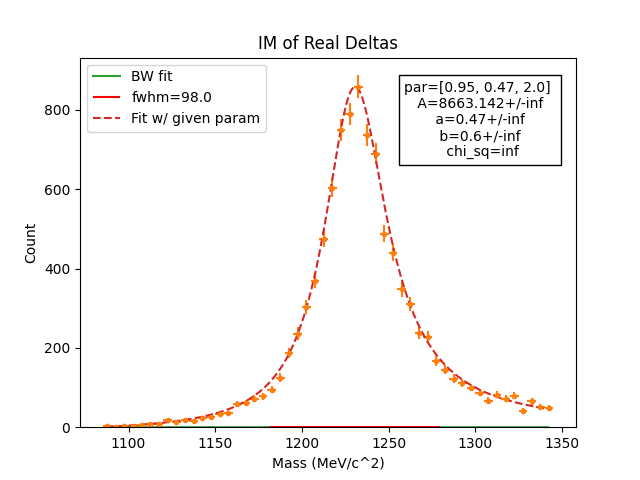 IM of Real Deltas
BW fit
fwhm=98.0
Fit w/ given param
par=[0.95, 0.47, 2.0]
A=8663.142+/-inf
a=0.47+/-inf
b=0.6+/-inf
chi_sq=inf
Count
800
600
400
200
0
1100
1150
1200
1250
1300
1350
Mass (MeV/c^2)